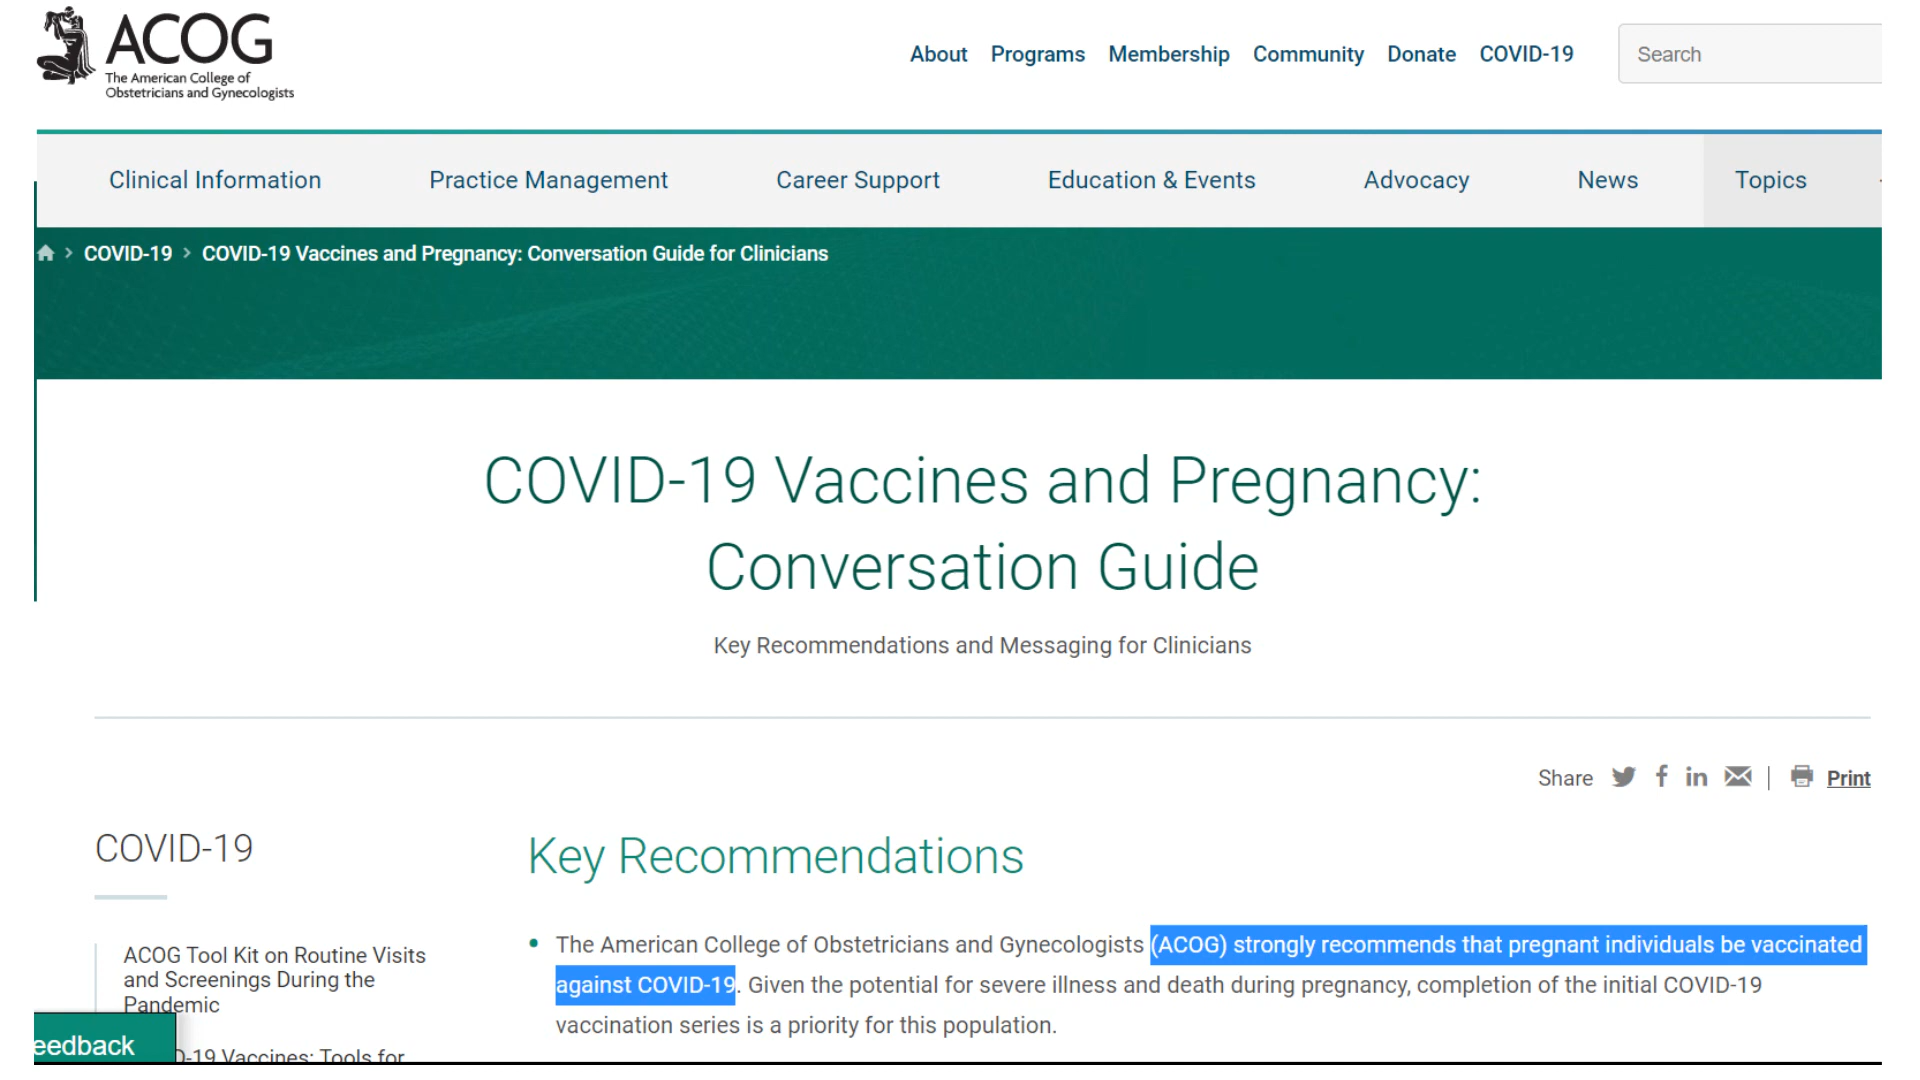 ACOG
The American College of
Obstetricians and Gynecologists
About Programs Membership Community Donate COVID-19 Search
Clinical Information Practice Management Career Support Education & Events Advocacy News Topics
> COVID-19 > COVID-19 Vaccines and Pregnancy: Conversation Guide for Clinicians
COVID-19 Vaccines and Pregnancy:
Conversation Guide
Key Recommendations and Messaging for Clinicians
Share | Print
COVID-19
ACOG Tool Kit on Routine Visits
and Screenings During the
Pandemic
D-19 Vaccines: Tools for
eedback
Key Recommendations
• The American College of Obstetricians and Gynecologists (ACOG) strongly recommends that pregnant individuals be vaccinated
against COVID-19. Given the potential for severe illness and death during pregnancy, completion of the initial COVID-19
vaccination series is a priority for this population.